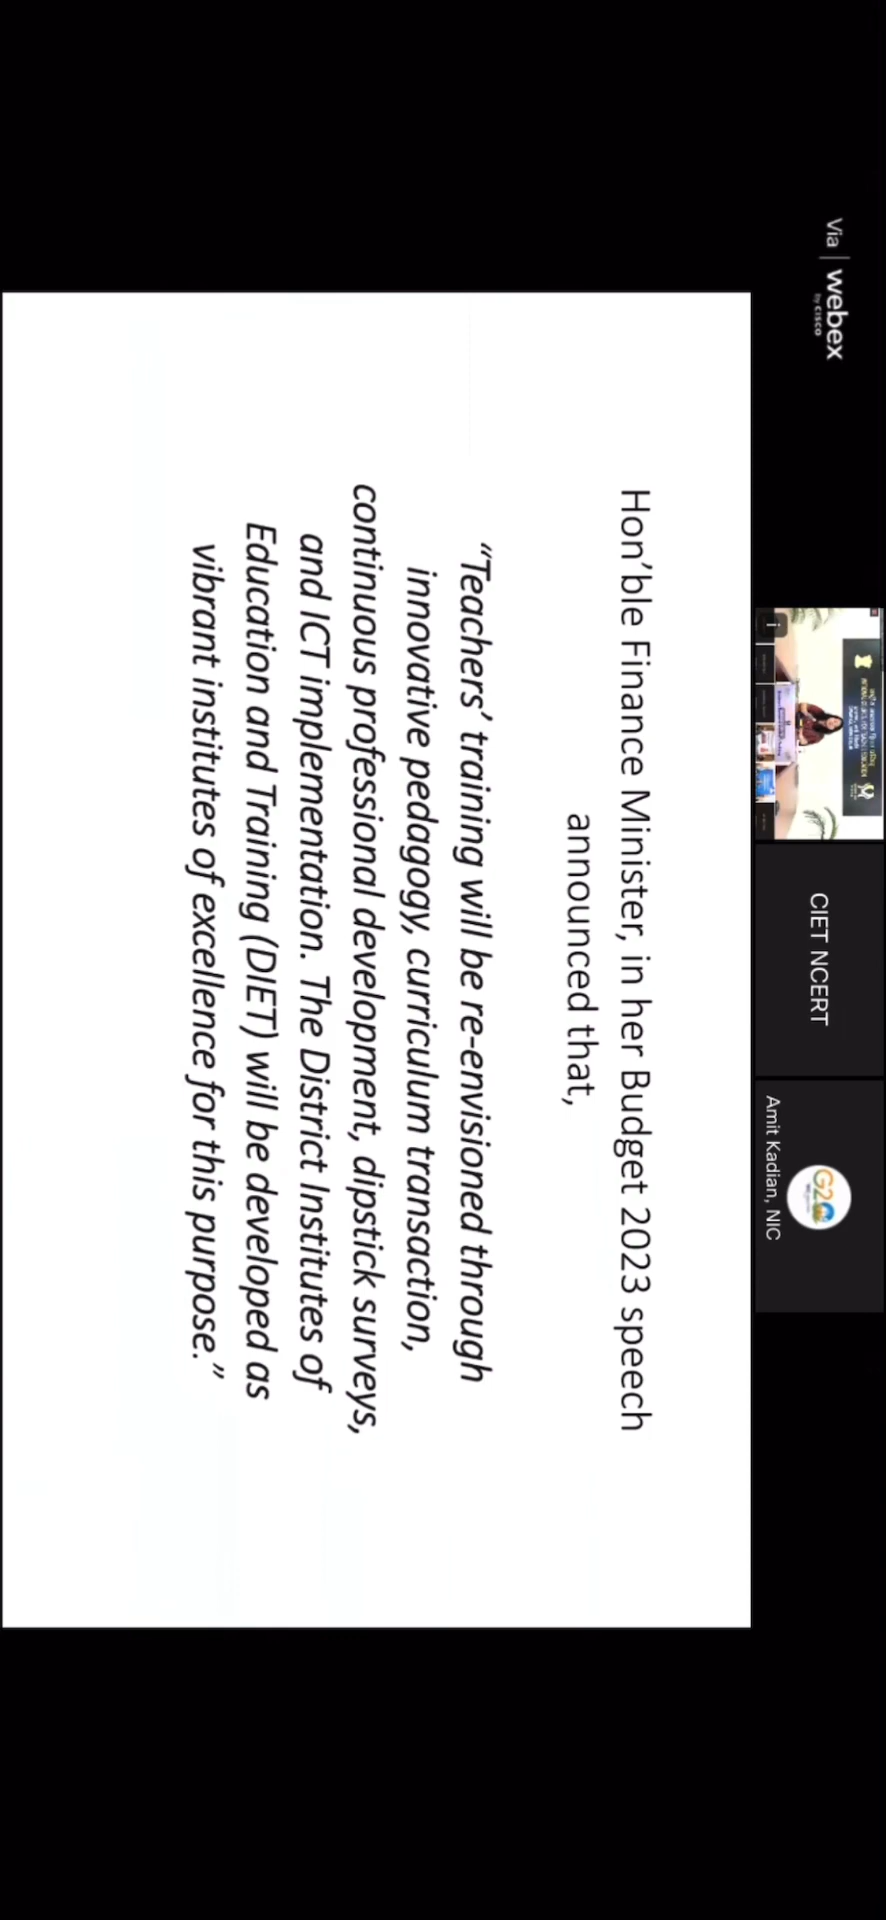 Via | webex
by CISCO
CIET NCERT
G20
Amit Kadian, NIC
Hon’ble Finance Minister, in her Budget 2023 speech
announced that,
“Teachers’ training will be re-envisioned through
innovative pedagogy, curriculum transaction,
continuous professional development, dipstick surveys,
and ICT implementation. The District Institutes of
Education and Training (DIET) will be developed as
vibrant institutes of excellence for this purpose.”